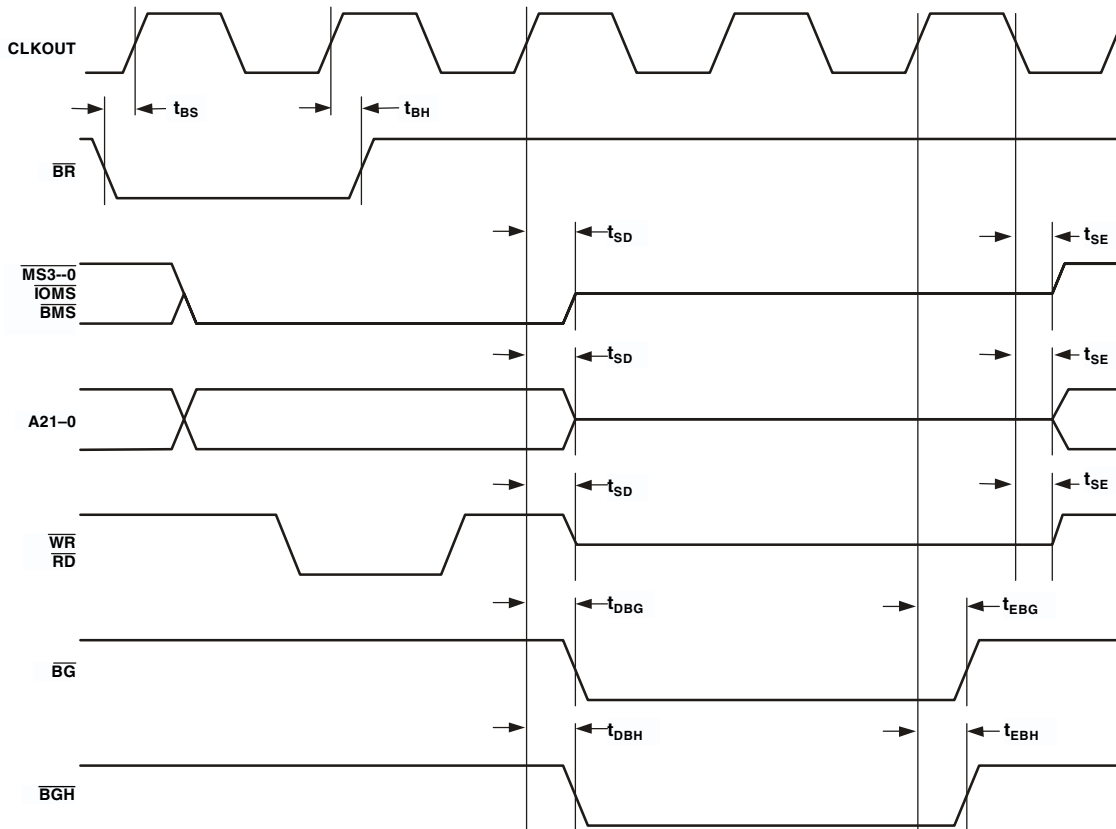 CLKOUT
tBS
tBH
BR
tSD
tSE
MS3--0
IOMS
BMS
tSD
tSE
A21–0
tSD
tSE
WR
RD
tDBG
tEBG
BG
tDBH
tEBH
BGH